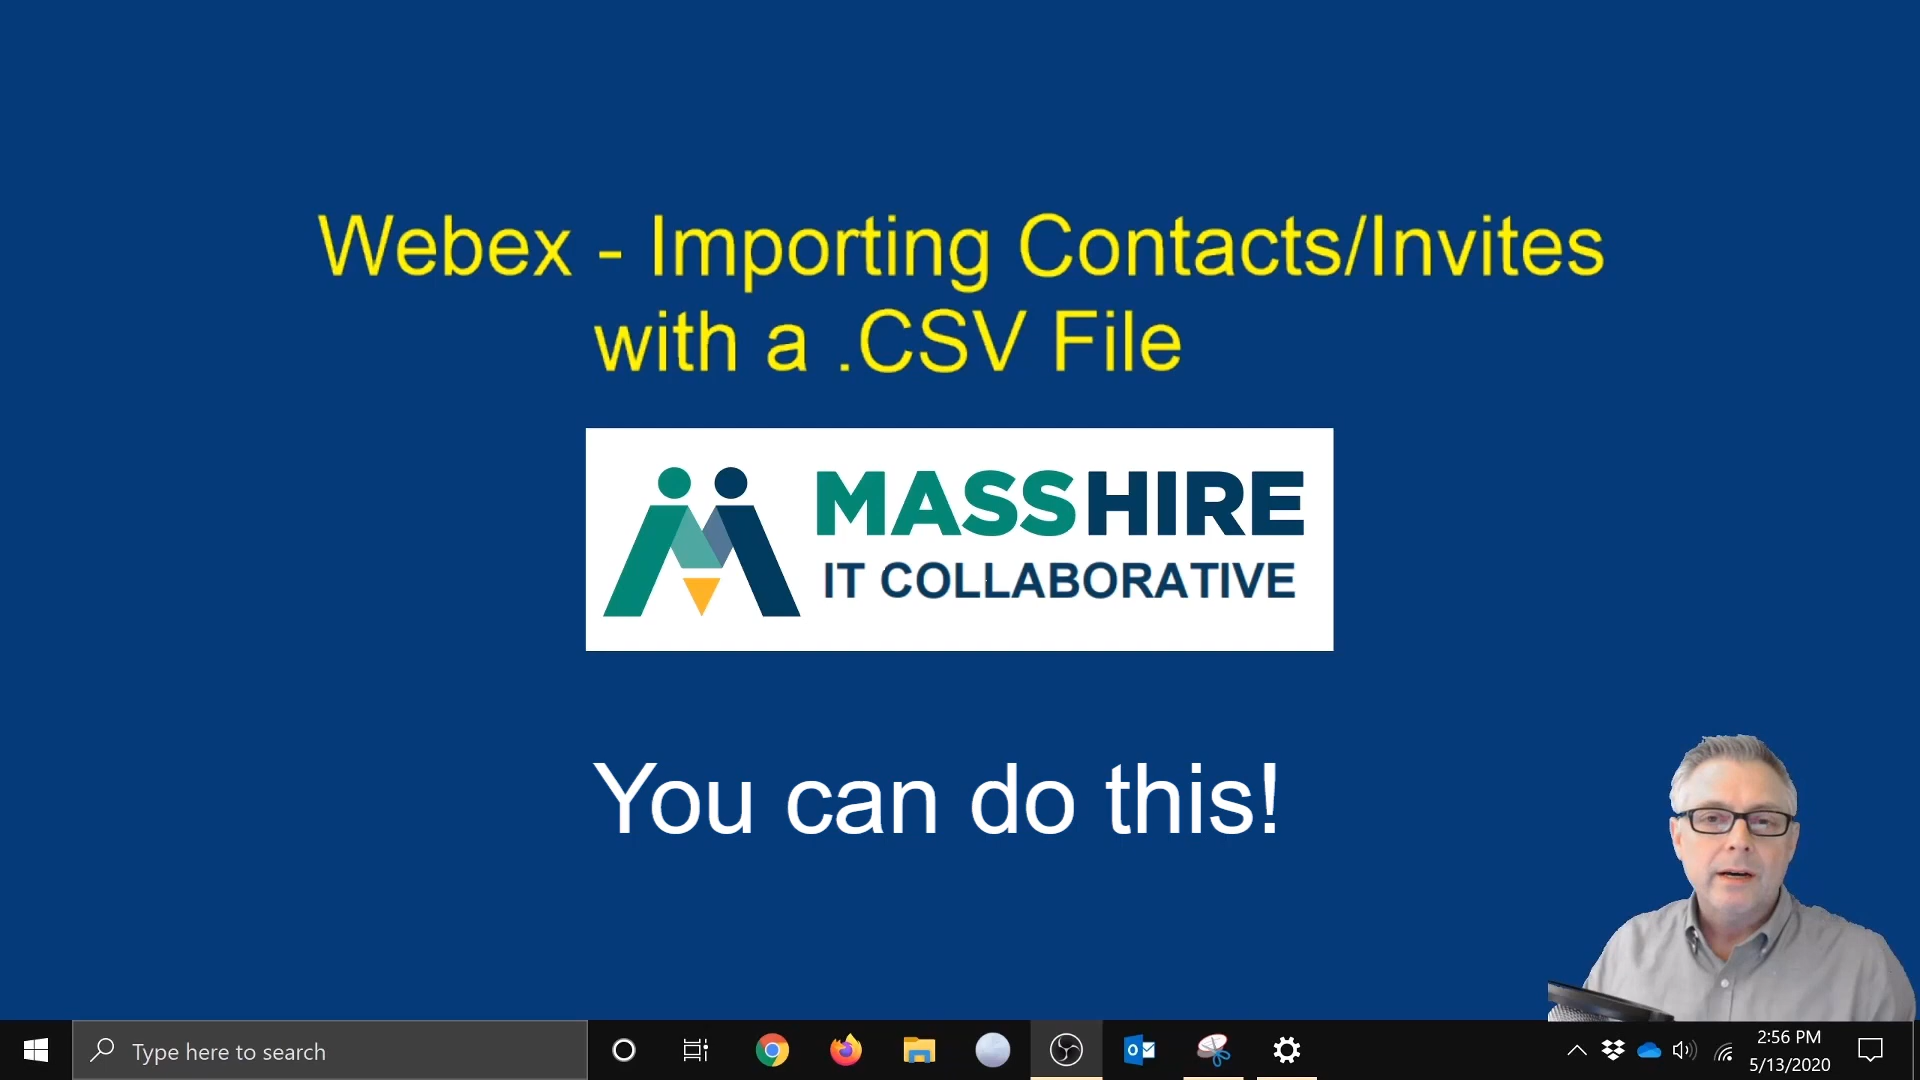 Webex - Importing Contacts/Invites
with a .CSV File
MASSHIRE
IT COLLABORATIVE
You can do this!
Type here to search
2:56 PM
5/13/2020